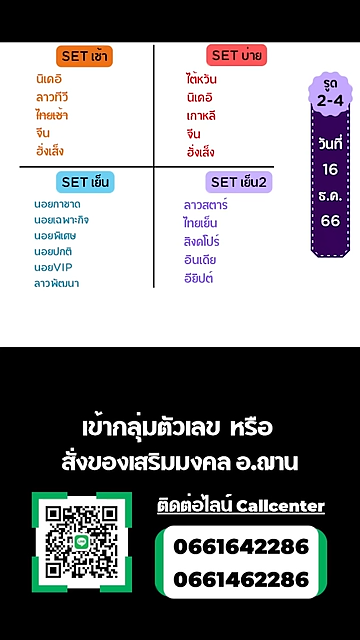 SET เช้า
นิเคอิ
ลาวทีวี
ไทยเช้า
จีน
ฮั่งเส็ง
SET บ่าย
ไต้หวัน
นิเคอิ
เกาหลี
จีน
ฮั่งเส็ง
SET เย็น
นอยกาชาด
นอยเฉพาะกิจ
นอยพิเศษ
นอยปกติ
นอยVIP
ลาวพัฒนา
SET เย็น2
ลาวสตาร์
ไทยเย็น
สิงคโปร์
อินเดีย
อียิปต์
รูด
2-4
วันที่
16
ธ.ค.
66
เข้ากลุ่มตัวเลข หรือ
สั่งของเสริมมงคล อ.ฌาน
ติดต่อไลน์ Callcenter
0661642286
0661462286